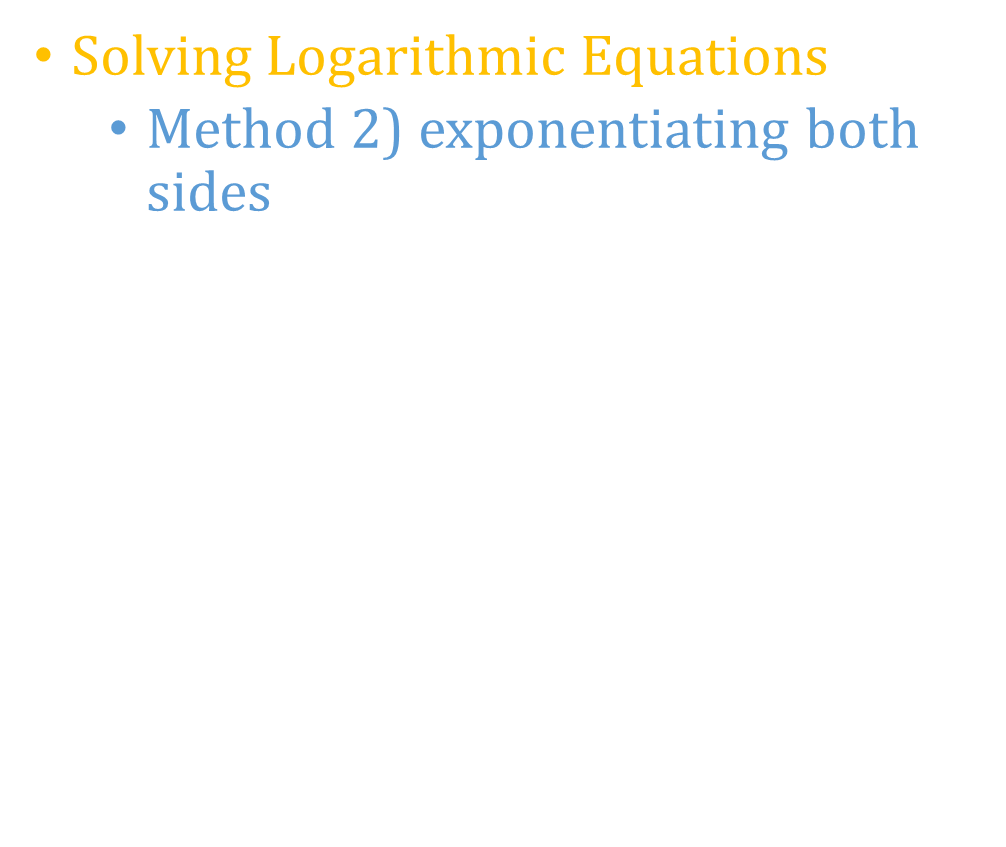 • Solving Logarithmic Equations
• Method 2) exponentiating both
sides